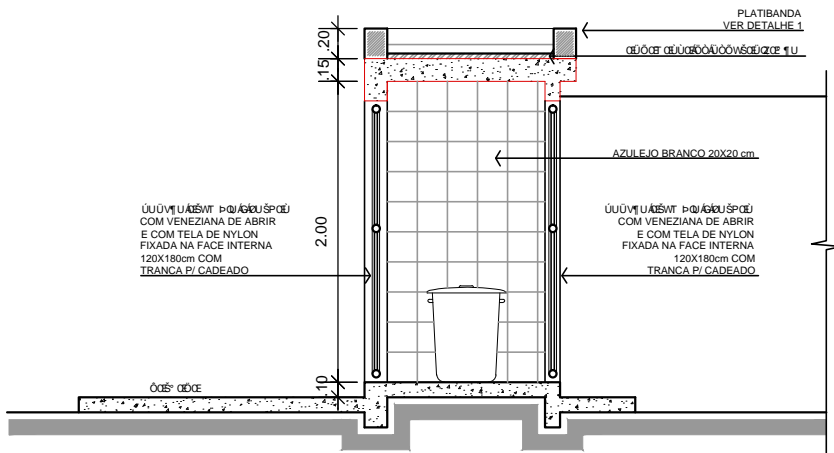 PLATIBANDA
VER DETALHE 1
.20
.15
AZULEJO BRANCO 20X20 cm
2.00
COM VENEZIANA DE ABRIR
E COM TELA DE NYLON
FIXADA NA FACE INTERNA
120X180cm COM
TRANCA P/ CADEADO
COM VENEZIANA DE ABRIR
E COM TELA DE NYLON
FIXADA NA FACE INTERNA
120X180cm COM
TRANCA P/ CADEADO
10